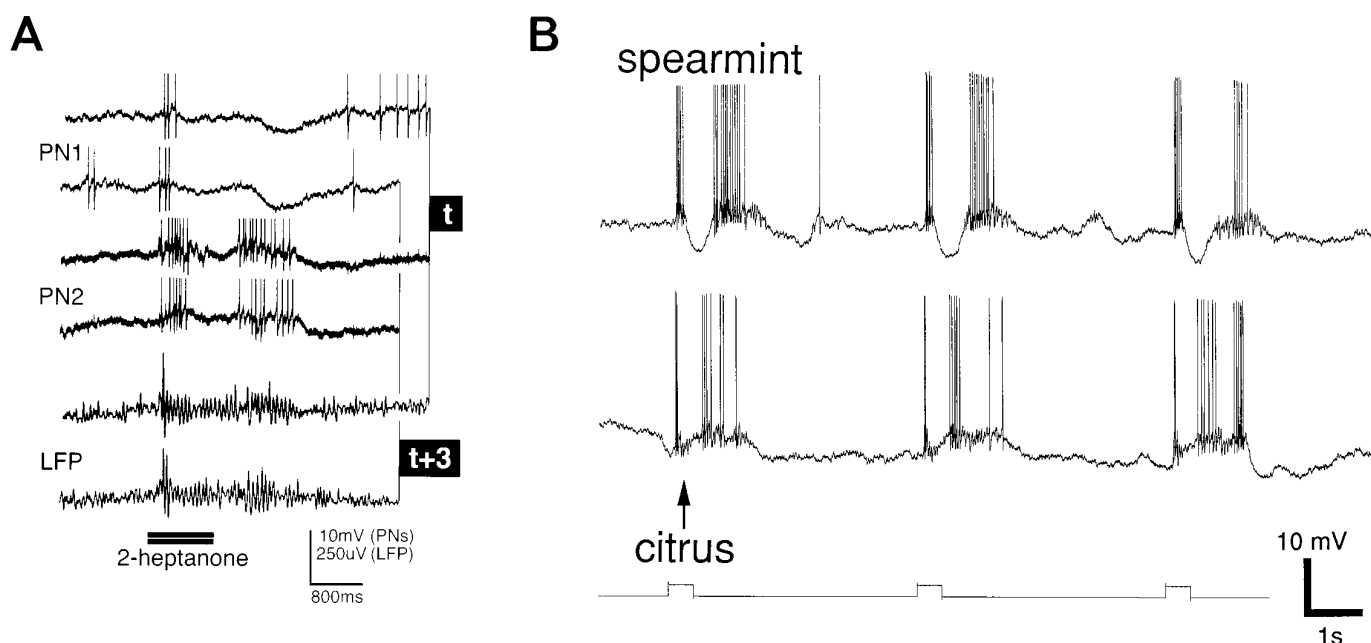 A
PN1
t
PN2
LFP
t+3
2-heptanone
10mV (PNs)
250uV (LFP)
800ms
B
spearmint
citrus
10 mV
1s